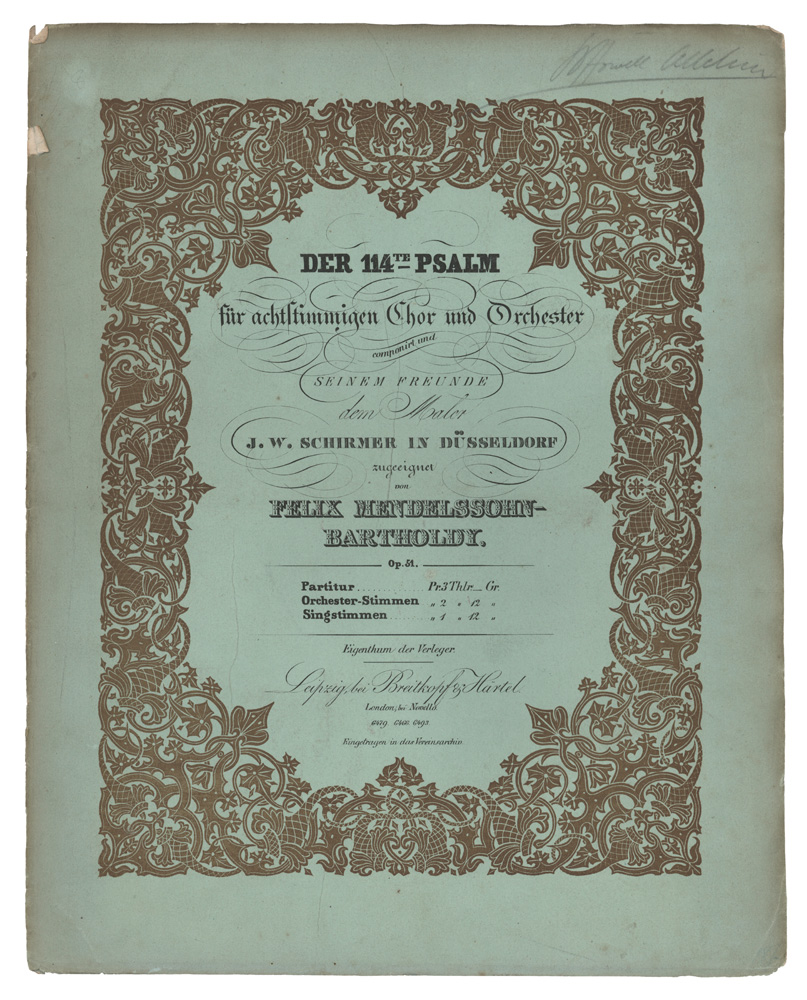 DER 114TE PSALM
für achtstimmigen Chor und Orchester
componirt und
SEINEM FREUNDE
dem Maler
J. W. SCHIRMER IN DÜSSELDORF
zugeeignet
von
FELIX MENDELSSOHN-
BARTHOLDY.
Op. 51.
Partitur .......... Pr. 3 Thlr. _ Gr.
Orchester-Stimmen „ 2 „ 12 „
Singstimmen ....... „ 1 „ 12 „
Eigenthum der Verleger.
Leipzig, bei Breitkopf & Härtel.
London, bei Novello.
Eingetragen in das Vereinsarchiv.